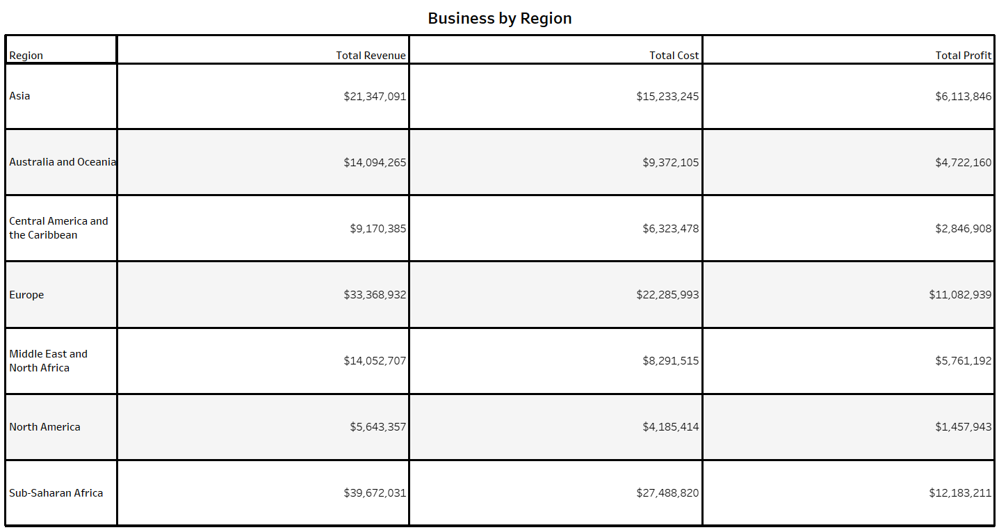 Business by Region
Region Total Revenue Total Cost Total Profit
Asia $21,347,091 $15,233,245 $6,113,846
Australia and Oceania $14,094,265 $9,372,105 $4,722,160
Central America and
the Caribbean $9,170,385 $6,323,478 $2,846,908
Europe $33,368,932 $22,285,993 $11,082,939
Middle East and
North Africa $14,052,707 $8,291,515 $5,761,192
North America $5,643,357 $4,185,414 $1,457,943
Sub-Saharan Africa $39,672,031 $27,488,820 $12,183,211